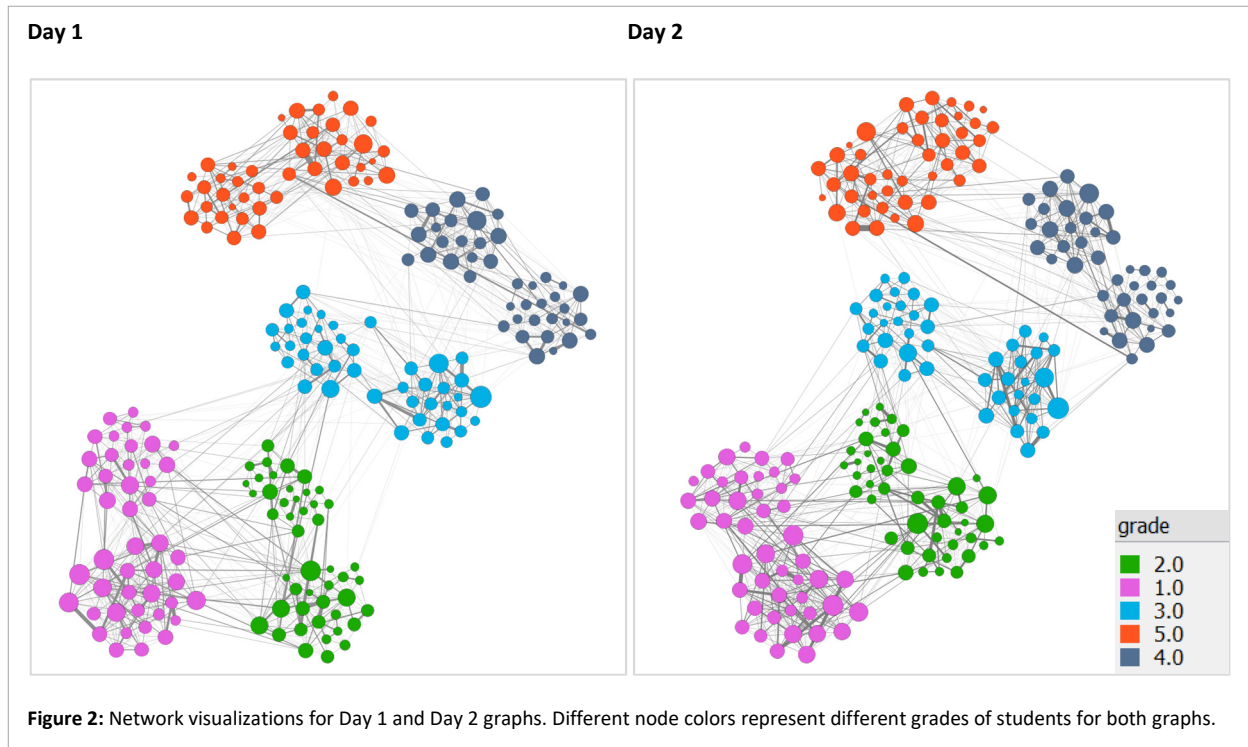 Day 1
Day 2
grade
2.0
1.0
3.0
5.0
4.0
Figure 2: Network visualizations for Day 1 and Day 2 graphs. Different node colors represent different grades of students for both graphs.